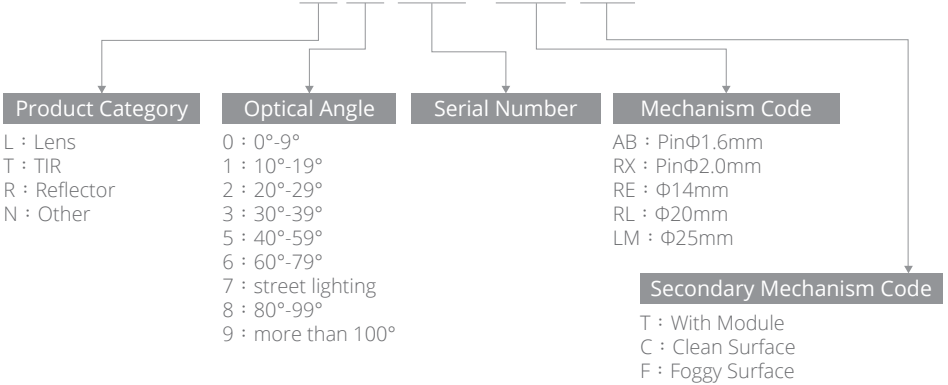 Product Category
L：Lens
T：TIR
R：Reflector
N：Other
Optical Angle
0：0°-9°
1：10°-19°
2：20°-29°
3：30°-39°
5：40°-59°
6：60°-79°
7：street lighting
8：80°-99°
9：more than 100°
Serial Number
Mechanism Code
AB：PinΦ1.6mm
RX：PinΦ2.0mm
RE：Φ14mm
RL：Φ20mm
LM：Φ25mm
Secondary Mechanism Code
T：With Module
C：Clean Surface
F：Foggy Surface